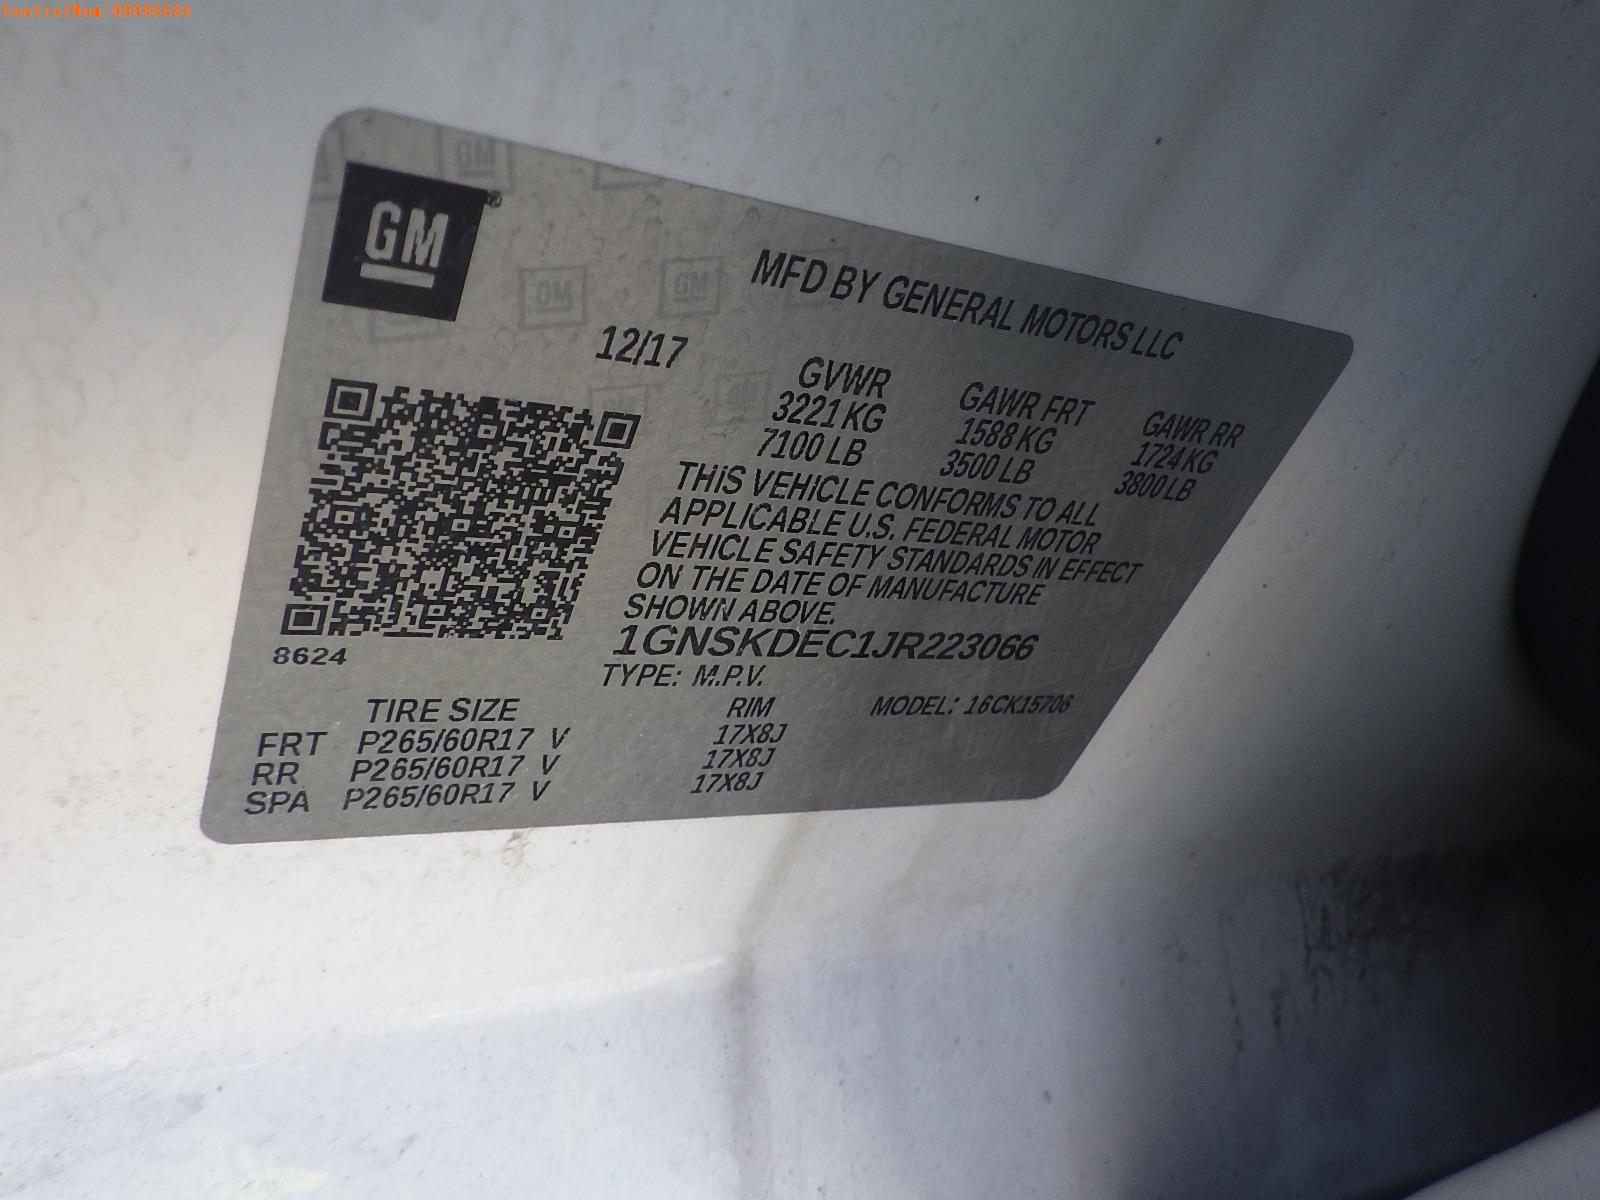 ControlNum:00086684
GM
MFD BY GENERAL MOTORS LLC
12/17
GVWR GAWR FRT GAWR RR
3221 KG 1588 KG 1724 KG
7100 LB 3500 LB 3800 LB
THIS VEHICLE CONFORMS TO ALL
APPLICABLE U.S. FEDERAL MOTOR
VEHICLE SAFETY STANDARDS IN EFFECT
ON THE DATE OF MANUFACTURE
SHOWN ABOVE.
1GNSKDEC1JR223066
8624
TYPE: M.P.V.
MODEL: 16CK15706
TIRE SIZE RIM
FRT P265/60R17 V 17X8J
RR P265/60R17 V 17X8J
SPA P265/60R17 V 17X8J